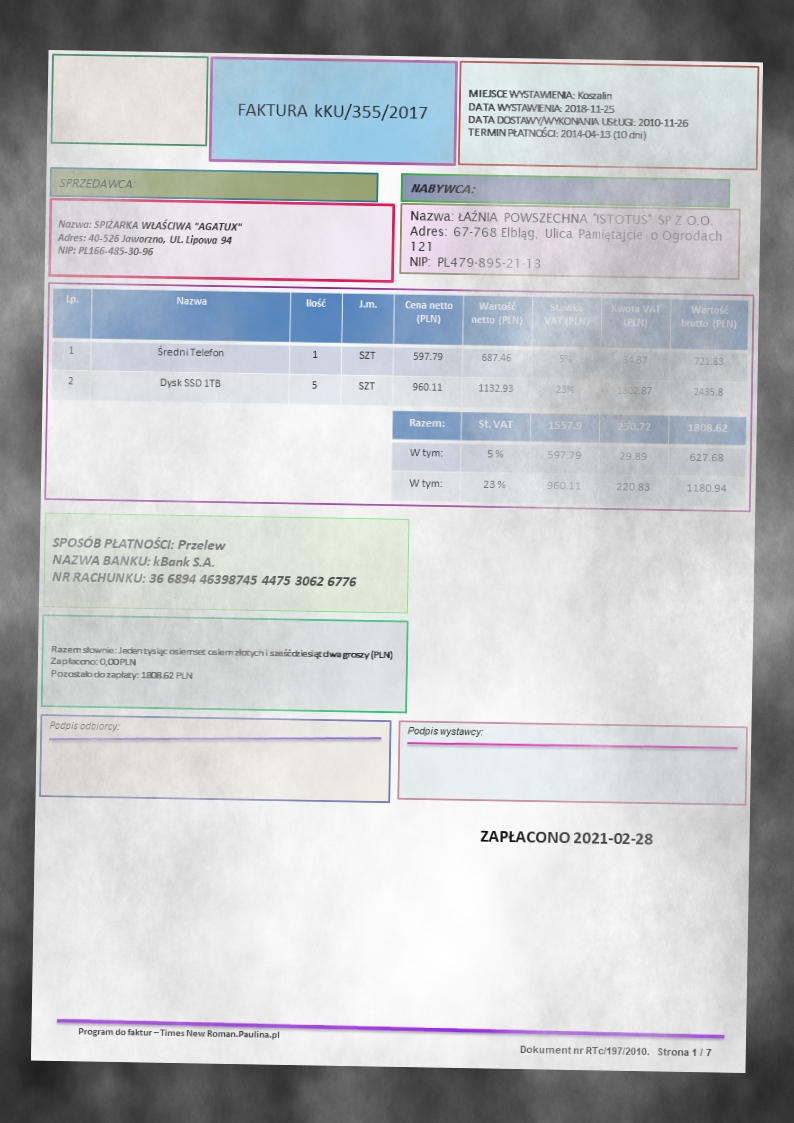 FAKTURA kKU/355/2017
MIEJSCE WYSTAWIENIA: Koszalin
DATA WYSTAWIENIA: 2018-11-25
DATA DOSTAWY/WYKONANIA USŁUGI: 2010-11-26
TERMIN PŁATNOŚCI: 2014-04-13 (10 dni)
SPRZEDAWCA:
Nazwa: SPIŻARKA WŁAŚCIWA "AGATUX"
Adres: 40-526 Jaworzno, UL. Lipowa 94
NIP: PL166-485-30-96
NABYWCA:
Nazwa: ŁAŹNIA POWSZECHNA "ISTOTUS" SP Z O.O.
Adres: 67-768 Elbląg, Ulica Pamiętajcie o Ogrodach
121
NIP: PL479-895-21-13
Lp. Nazwa Ilość J.m. Cena netto (PLN) Wartość netto (PLN) Stawka VAT (PLN) Kwota VAT (PLN) Wartość brutto (PLN)
1 Średni Telefon 1 SZT 597.79 687.46 5% 34.37 721.83
2 Dysk SSD 1TB 5 SZT 960.11 1132.93 23% 1302.87 2435.8
Razem: St. VAT 1557.9 250.72 1808.62
W tym: 5 % 597.79 29.89 627.68
W tym: 23 % 960.11 220.83 1180.94
SPOSÓB PŁATNOŚCI: Przelew
NAZWA BANKU: kBank S.A.
NR RACHUNKU: 36 6894 46398745 4475 3062 6776
Razem słownie: Jeden tysiąc osiemset osiem złotych i sześćdziesiąt dwa groszy (PLN)
Zapłacono: 0,00 PLN
Pozostało do zapłaty: 1808.62 PLN
Podpis odbiorcy:
Podpis wystawcy:
ZAPŁACONO 2021-02-28
Program do faktur – Times New Roman.Paulina.pl
Dokument nr RTc/197/2010. Strona 1 / 7